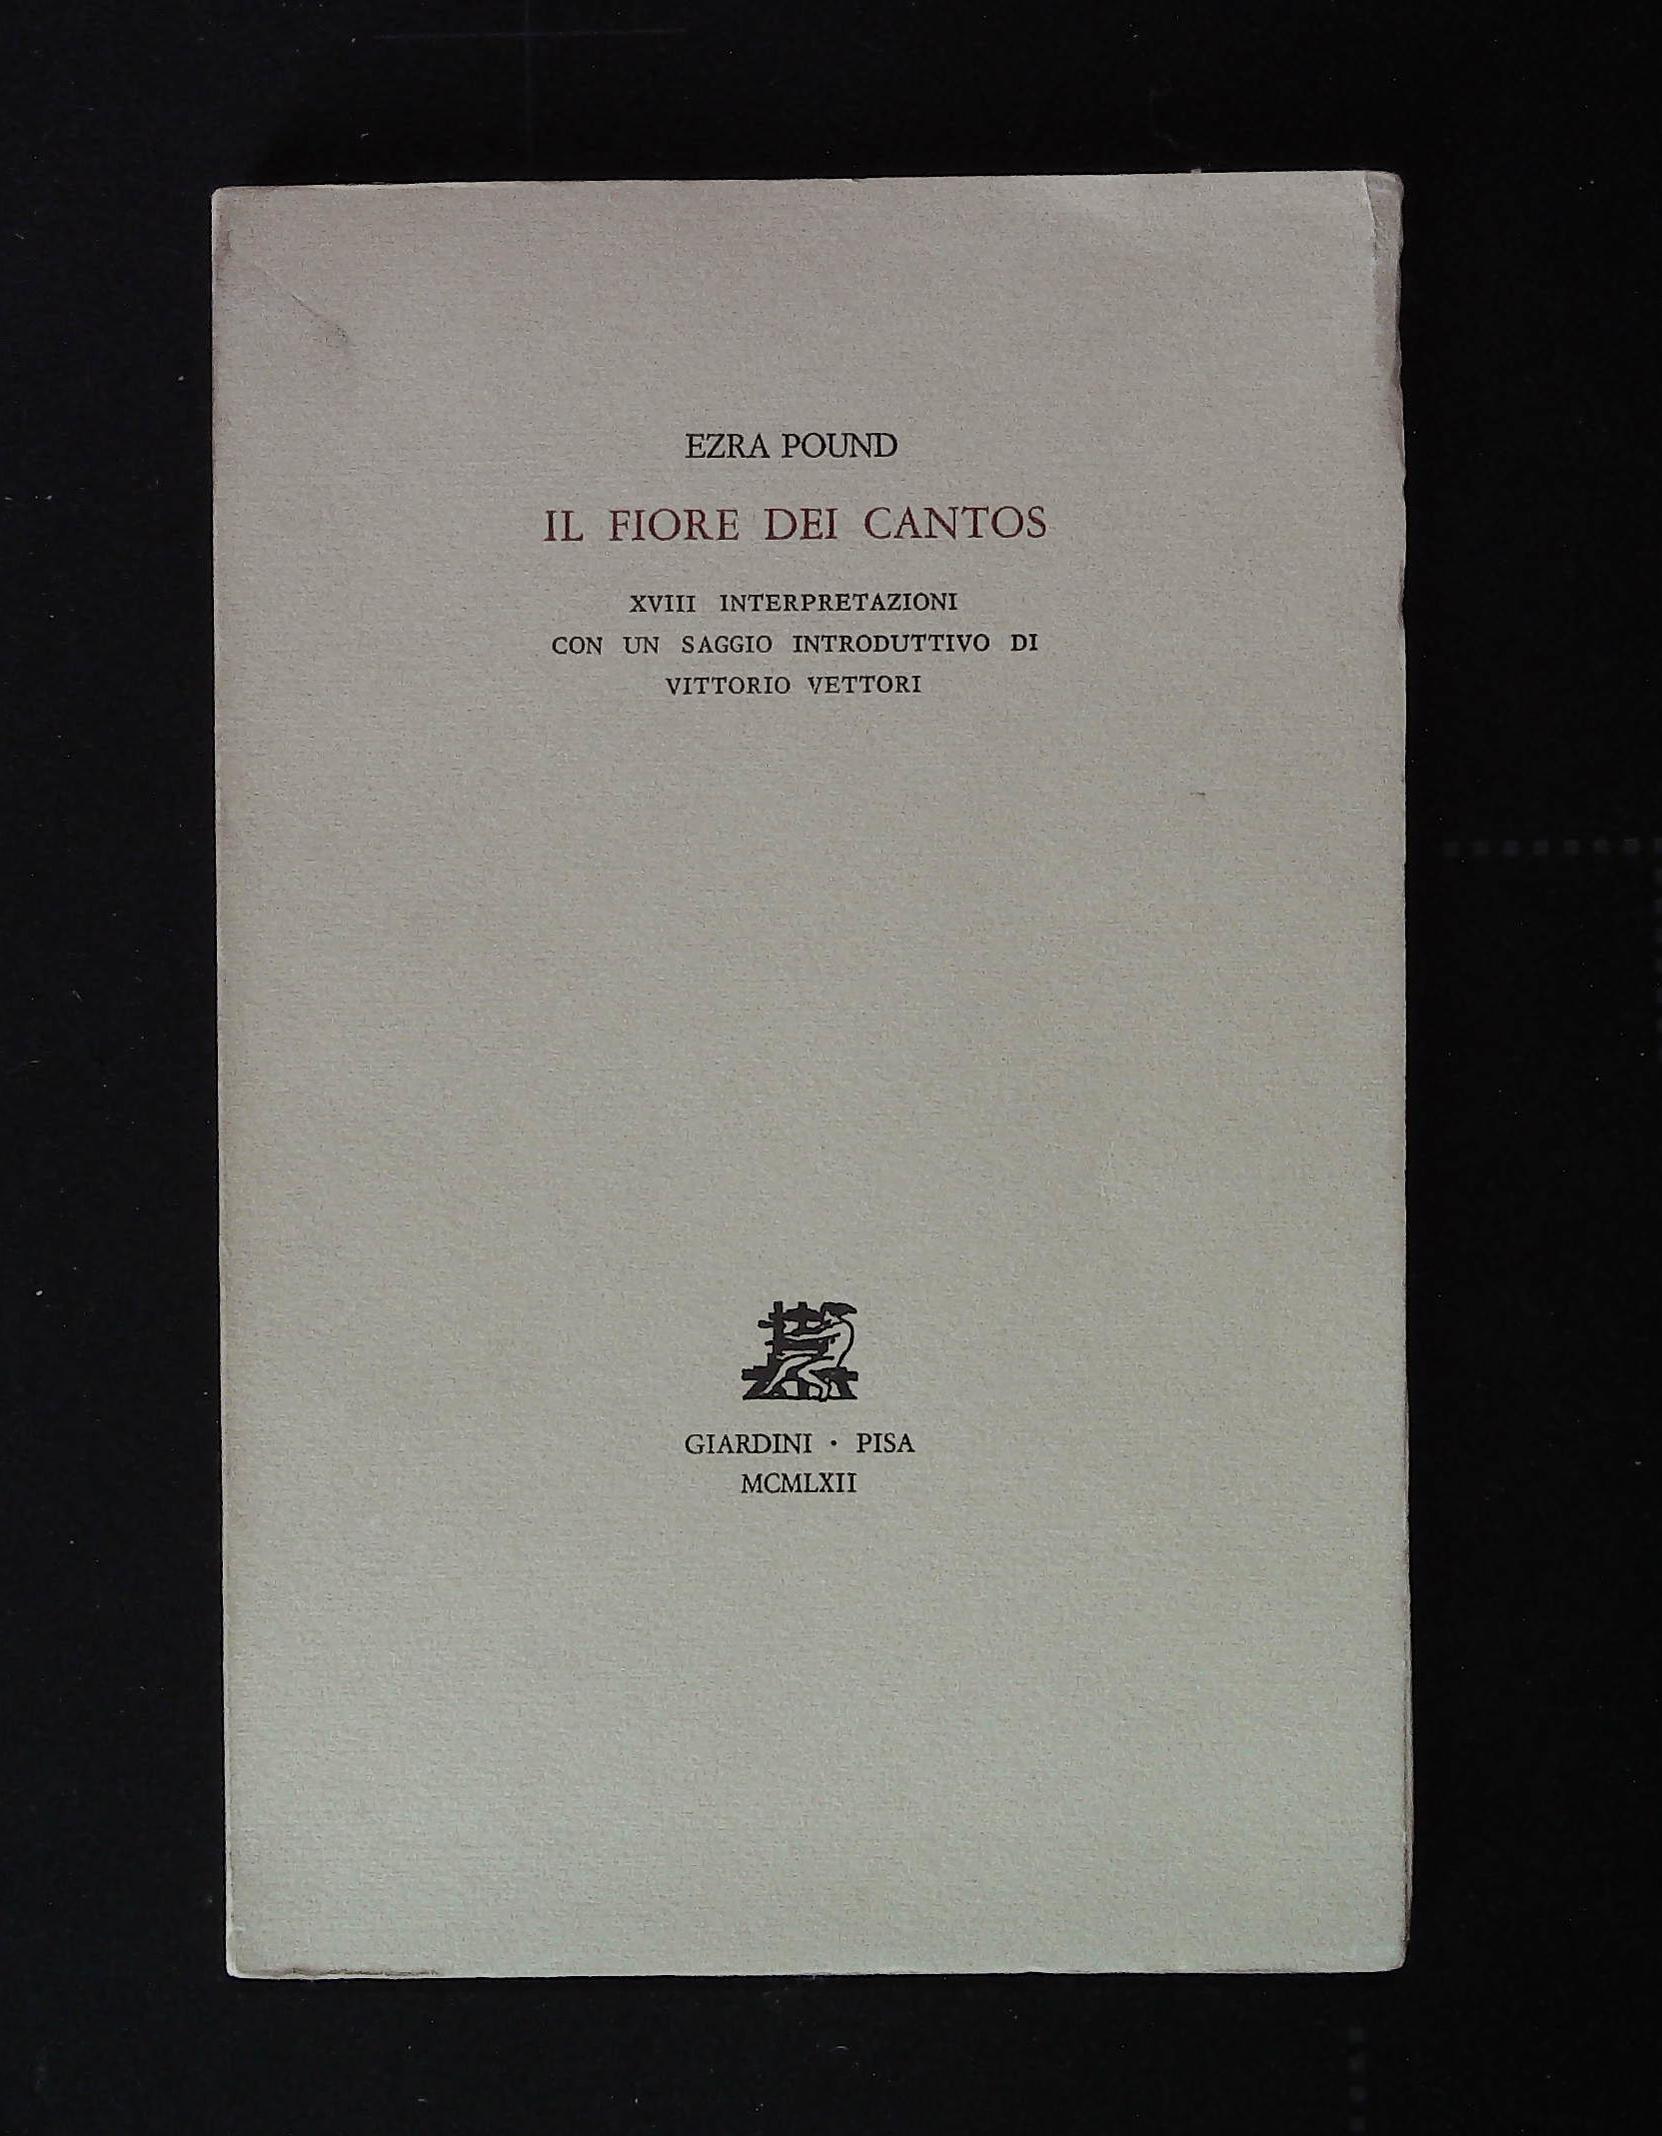 EZRA POUND
IL FIORE DEI CANTOS
XVIII INTERPRETAZIONI
CON UN SAGGIO INTRODUTTIVO DI
VITTORIO VETTORI
GIARDINI • PISA
MCMLXII